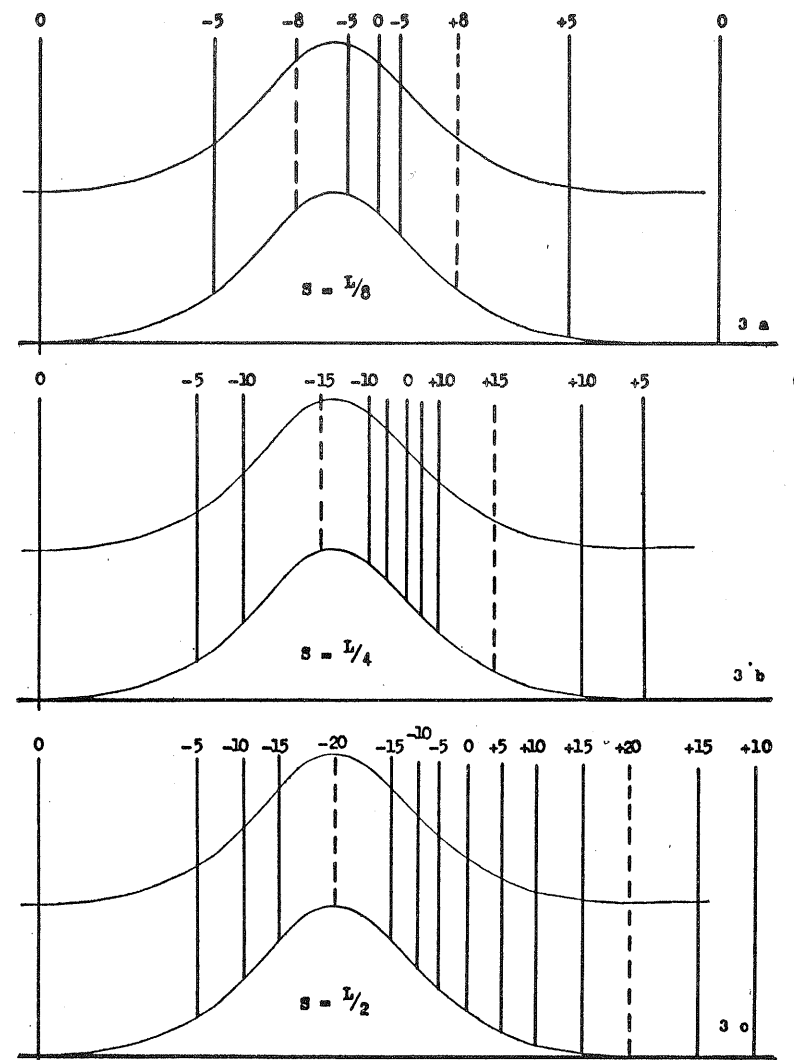 0 -5 -8 -5 0 -5 +8 +5 0
S = L/8
3 a
0 -5 -10 -15 -10 0 +10 +15 +10 +5
S = L/4
3 b
0 -5 -10 -15 -20 -15 -10 -5 0 +5 +10 +15 +20 +15 +10
S = L/2
3 c